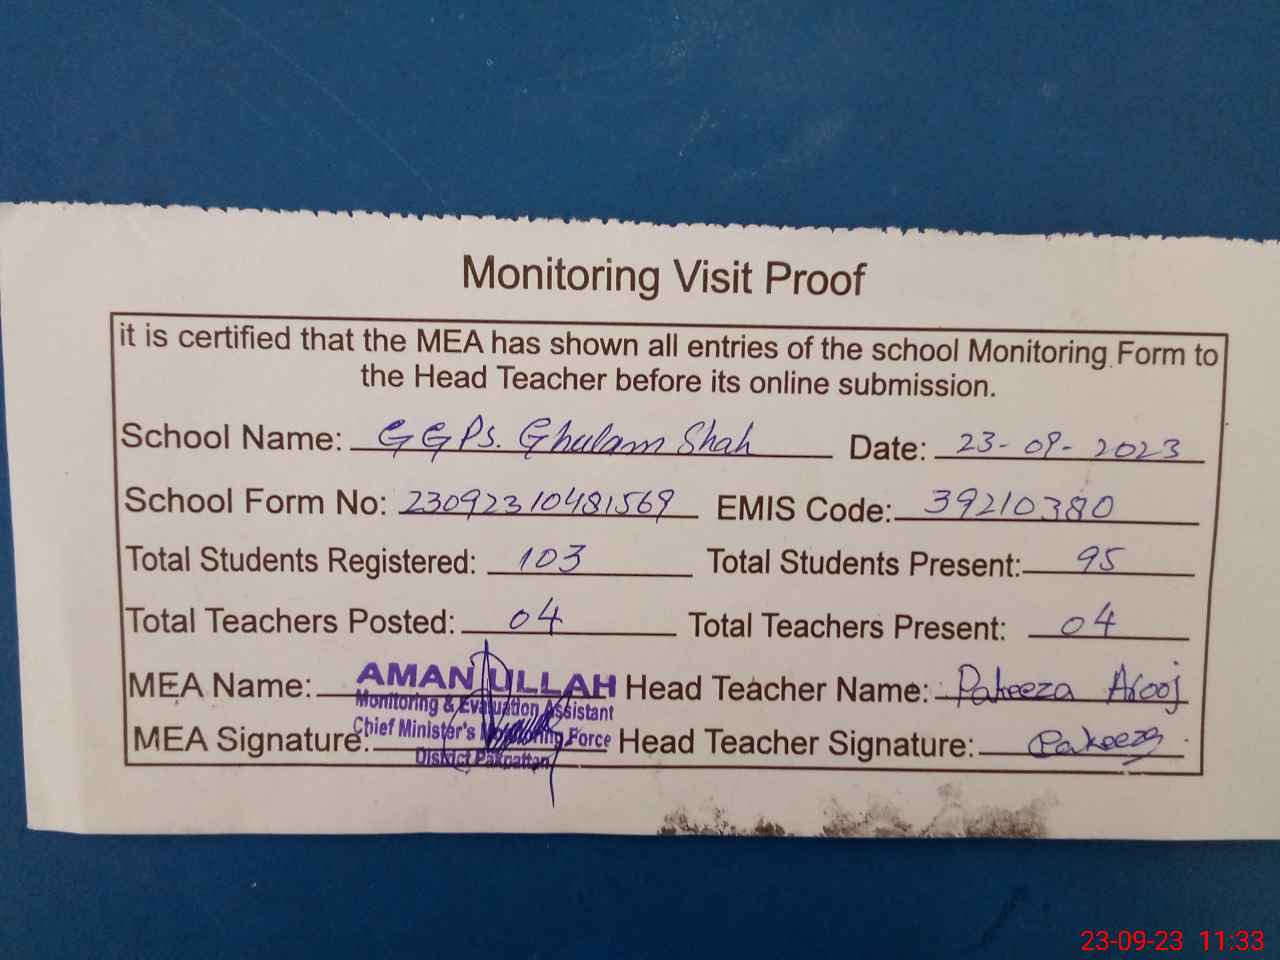 Monitoring Visit Proof
it is certified that the MEA has shown all entries of the school Monitoring Form to
the Head Teacher before its online submission.
School Name: GGPS. Ghulam Shah Date: 23-09-2023
School Form No: 23092310481569 EMIS Code: 39210380
Total Students Registered: 103 Total Students Present: 95
Total Teachers Posted: 04 Total Teachers Present: 04
MEA Name: AMAN ULLAH Head Teacher Name: Pakeeza Arooj
Monitoring & Evaluation Assistant
Chief Minister's Monitoring Force
MEA Signature: Head Teacher Signature: Pakeeza
District Pakpattan
23-09-23 11:33